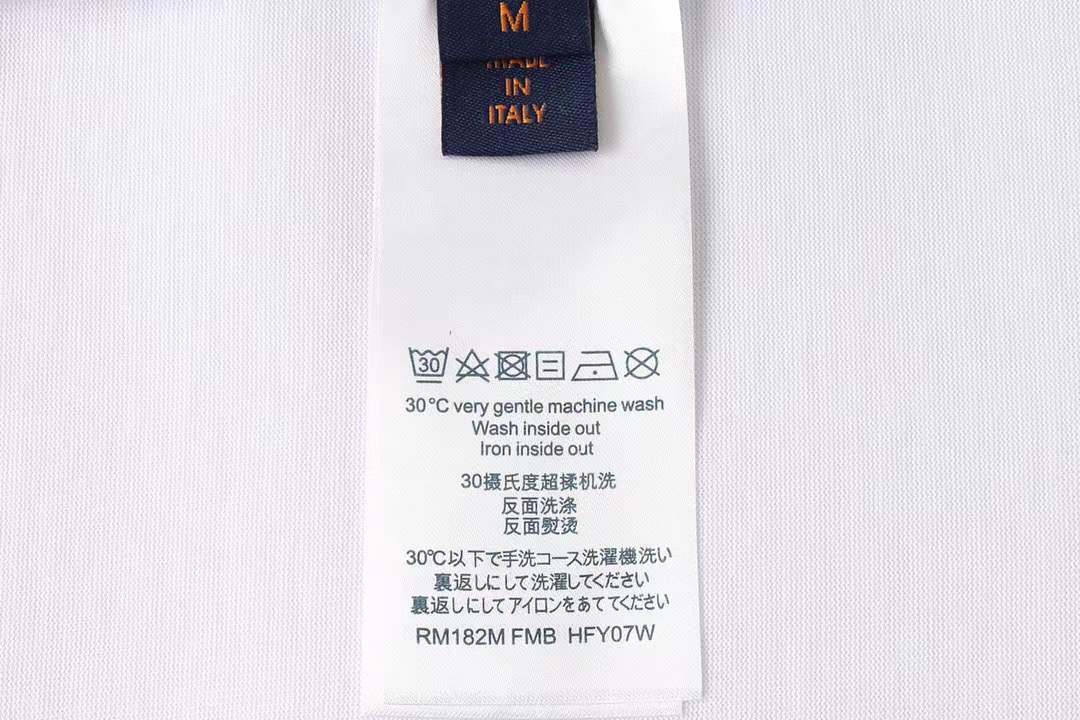 M
MADE
IN
ITALY
30
30°C very gentle machine wash
Wash inside out
Iron inside out
30摄氏度超揉机洗
反面洗涤
反面熨烫
30℃以下で手洗コース洗濯機洗い
裏返しにして洗濯してください
裏返しにしてアイロンをあててください
RM182M FMB HFY07W